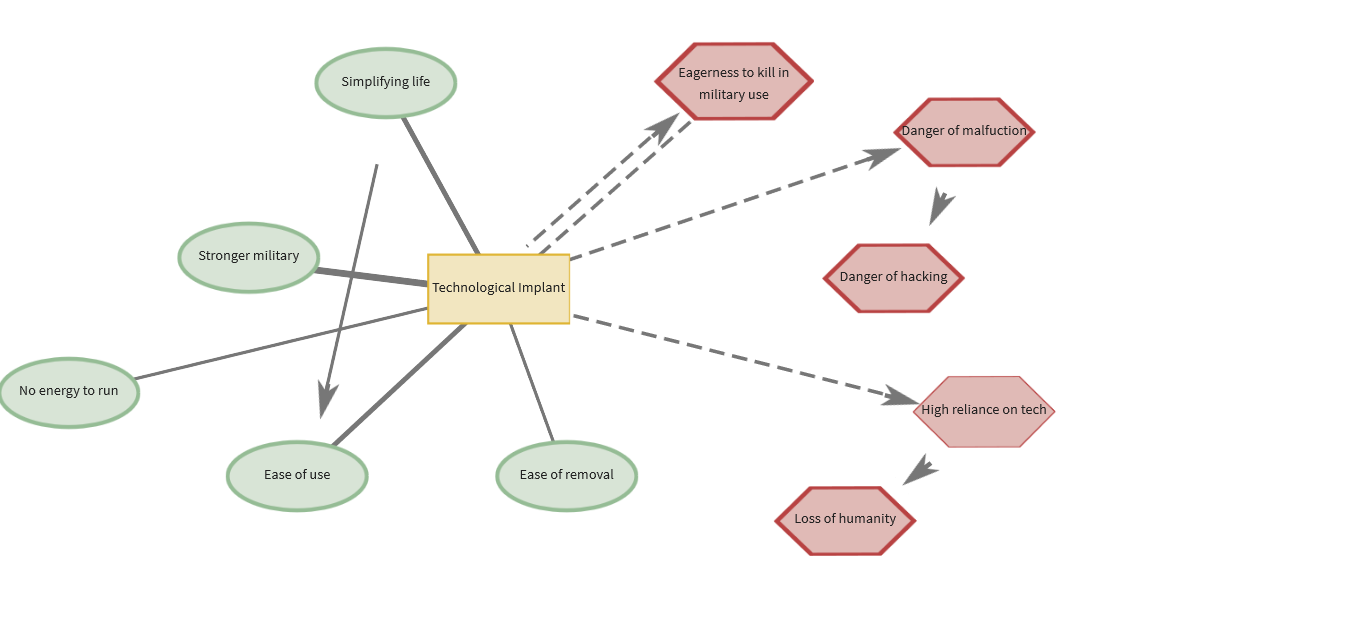 Simplifying life
Eagerness to kill in
military use
Danger of malfuction
Stronger military
Technological Implant
Danger of hacking
No energy to run
High reliance on tech
Ease of use
Ease of removal
Loss of humanity